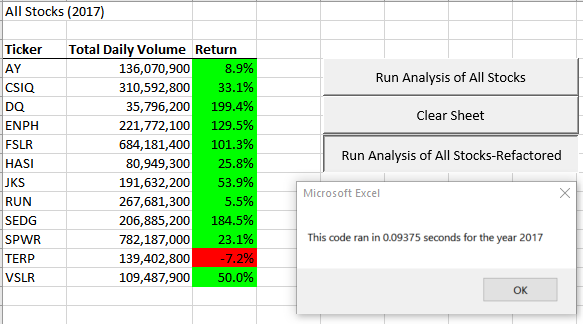 All Stocks (2017)
Ticker Total Daily Volume Return
AY 136,070,900 8.9%
CSIQ 310,592,800 33.1%
DQ 35,796,200 199.4%
ENPH 221,772,100 129.5%
FSLR 684,181,400 101.3%
HASI 80,949,300 25.8%
JKS 191,632,200 53.9%
RUN 267,681,300 5.5%
SEDG 206,885,200 184.5%
SPWR 782,187,000 23.1%
TERP 139,402,800 -7.2%
VSLR 109,487,900 50.0%
Run Analysis of All Stocks
Clear Sheet
Run Analysis of All Stocks-Refactored
Microsoft Excel
This code ran in 0.09375 seconds for the year 2017
OK